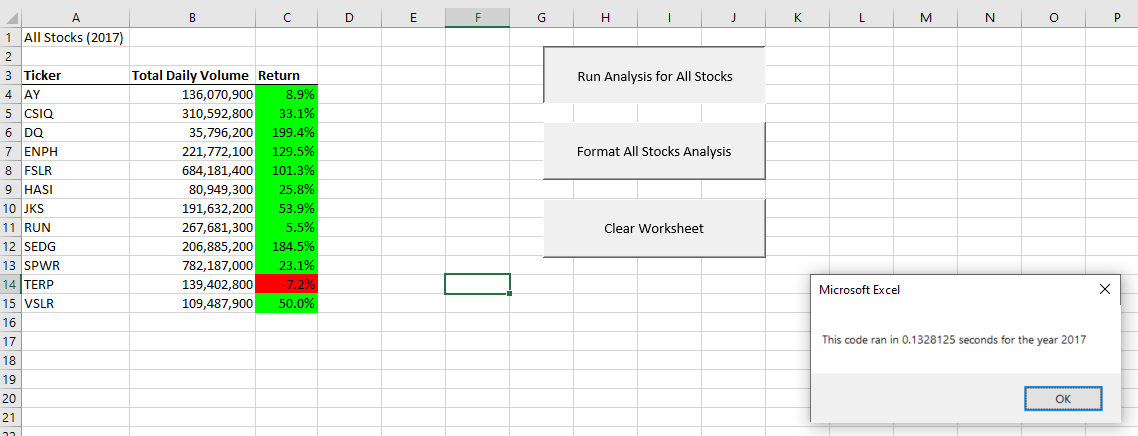 A B C D E F G H I J K L M N O P
1 All Stocks (2017)
2
3 Ticker Total Daily Volume Return
4 AY 136,070,900 8.9%
5 CSIQ 310,592,800 33.1%
6 DQ 35,796,200 199.4%
7 ENPH 221,772,100 129.5%
8 FSLR 684,181,400 101.3%
9 HASI 80,949,300 25.8%
10 JKS 191,632,200 53.9%
11 RUN 267,681,300 5.5%
12 SEDG 206,885,200 184.5%
13 SPWR 782,187,000 23.1%
14 TERP 139,402,800 -7.2%
15 VSLR 109,487,900 50.0%
16
17
18
19
20
21
22
Run Analysis for All Stocks
Format All Stocks Analysis
Clear Worksheet
Microsoft Excel
This code ran in 0.1328125 seconds for the year 2017
OK